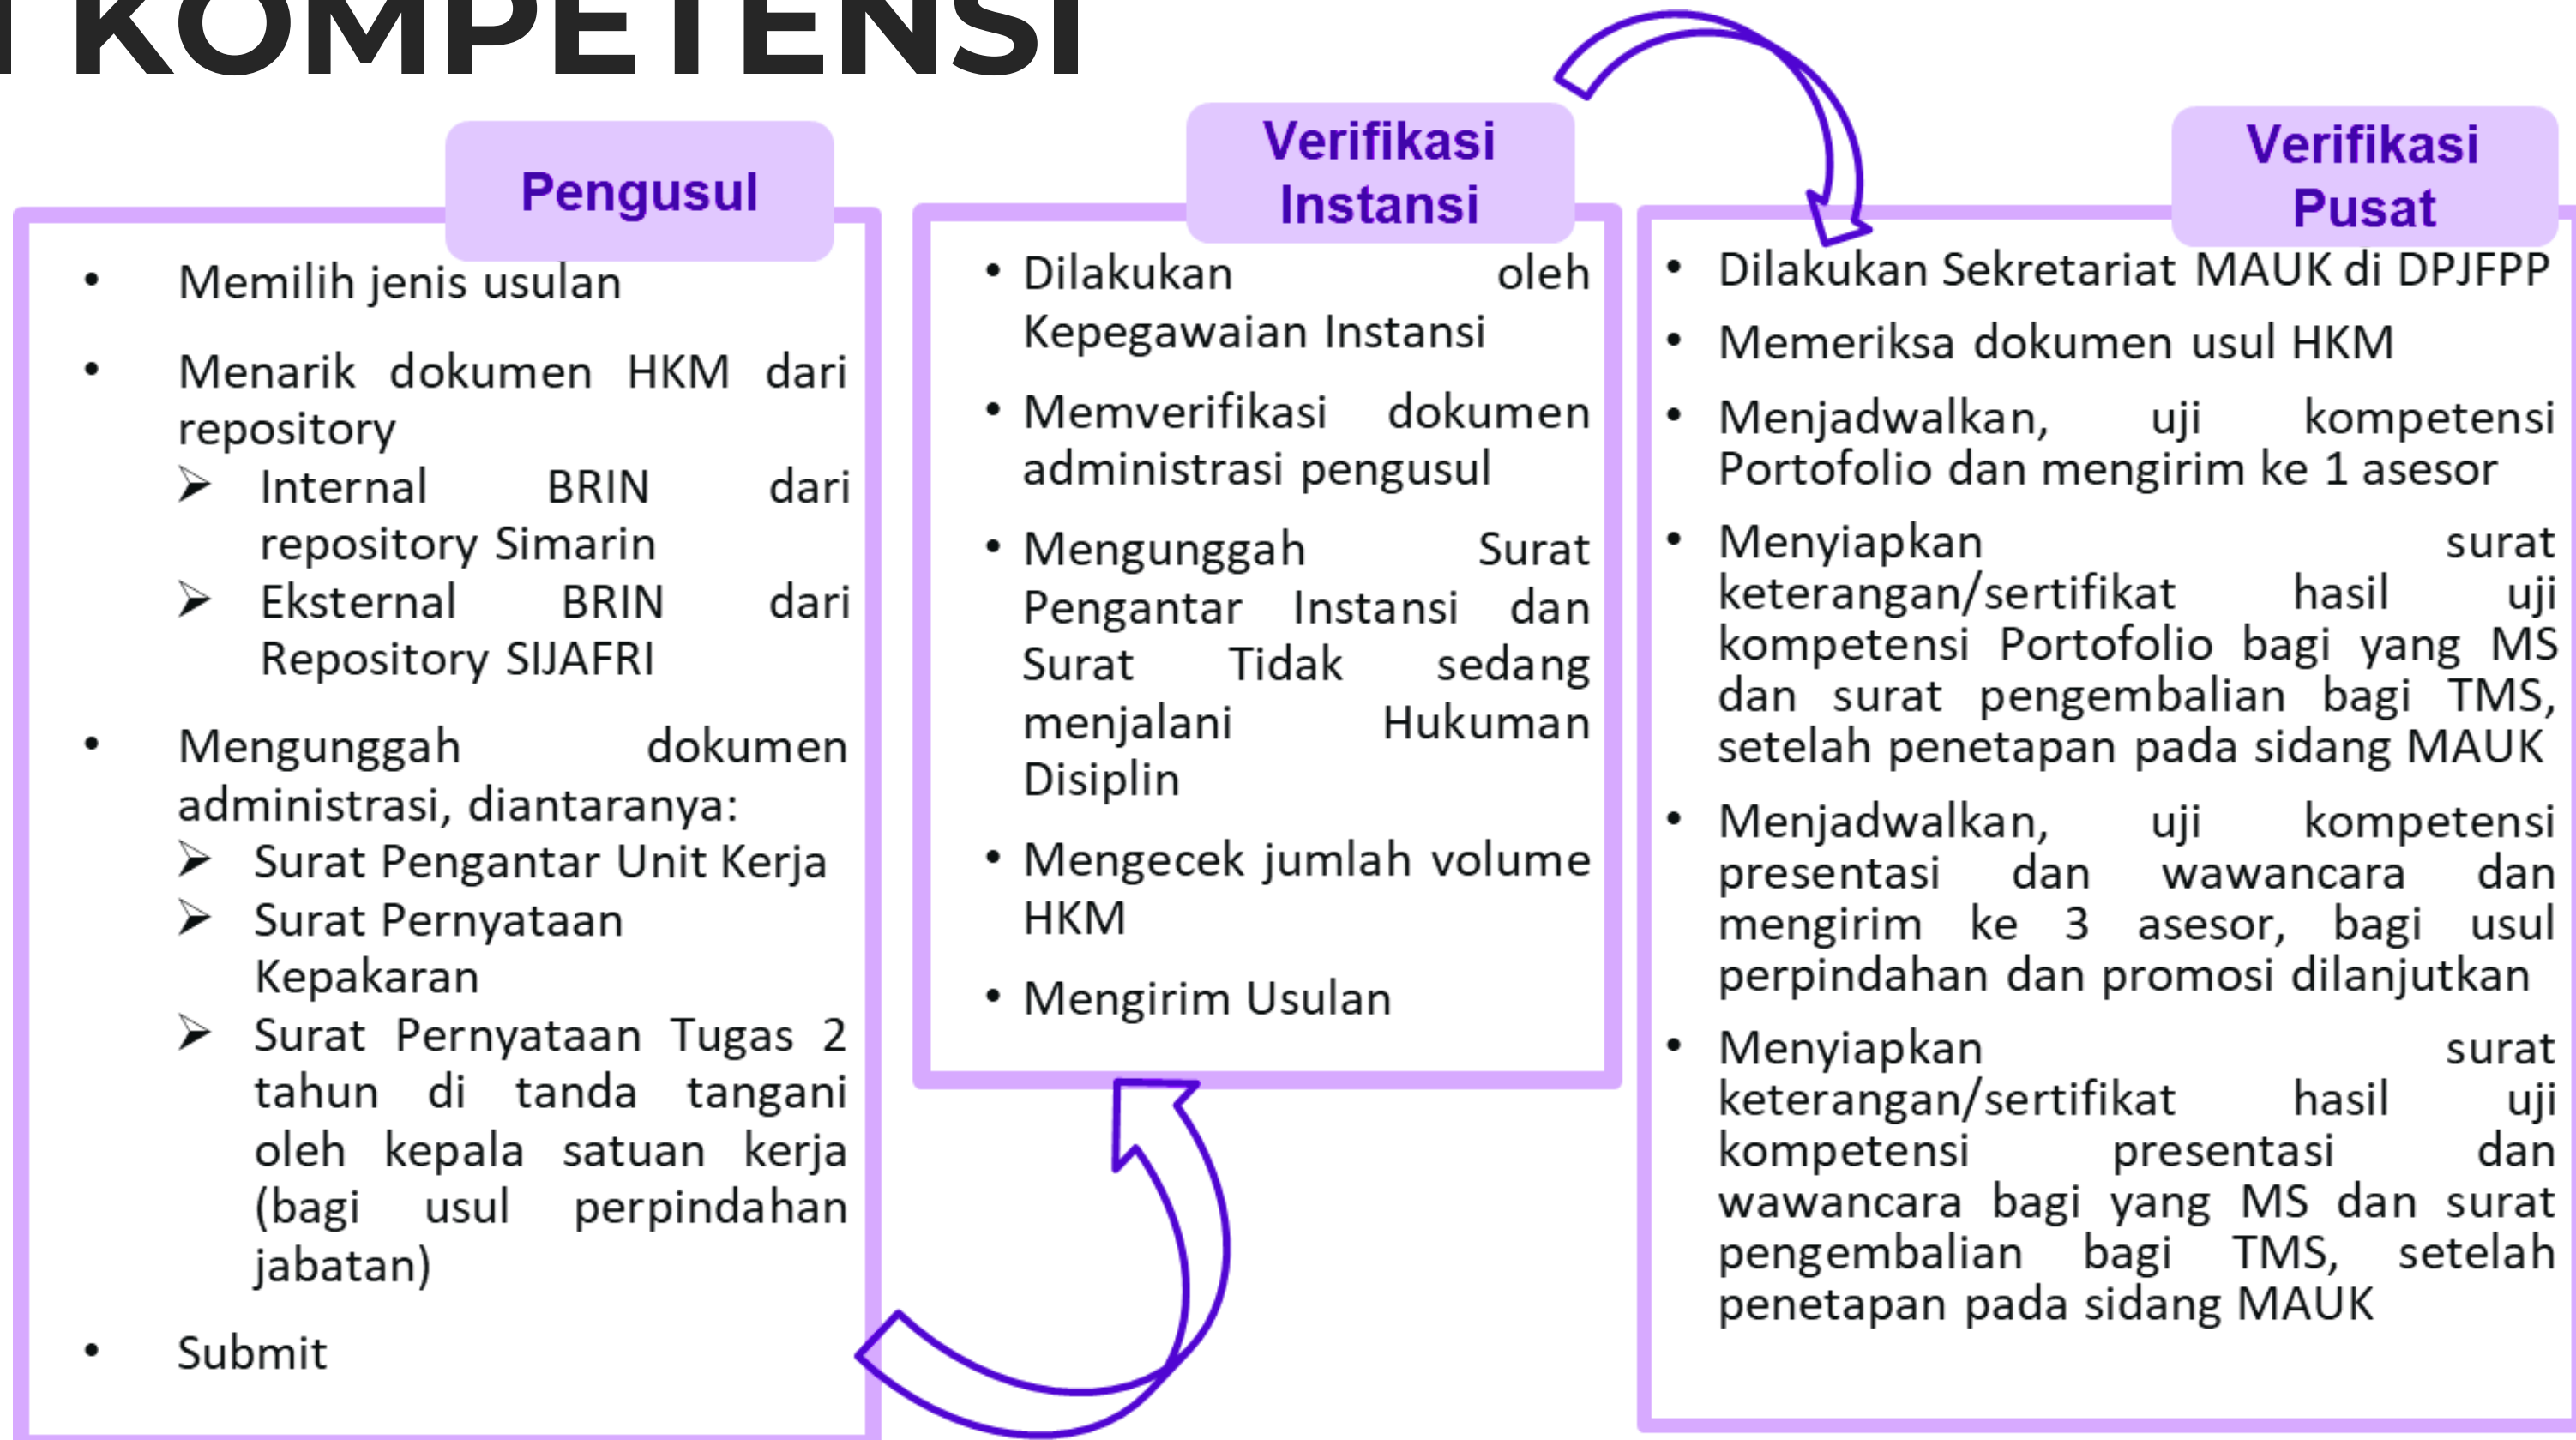 KOMPETENSI
Pengusul
• Memilih jenis usulan
• Menarik dokumen HKM dari
repository
➢ Internal BRIN dari
repository Simarin
➢ Eksternal BRIN dari
Repository SIJAFRI
• Mengunggah dokumen
administrasi, diantaranya:
➢ Surat Pengantar Unit Kerja
➢ Surat Pernyataan
Kepakaran
➢ Surat Pernyataan Tugas 2
tahun di tanda tangani
oleh kepala satuan kerja
(bagi usul perpindahan
jabatan)
• Submit
Verifikasi
Instansi
• Dilakukan oleh
Kepegawaian Instansi
• Memverifikasi dokumen
administrasi pengusul
• Mengunggah Surat
Pengantar Instansi dan
Surat Tidak sedang
menjalani Hukuman
Disiplin
• Mengecek jumlah volume
HKM
• Mengirim Usulan
Verifikasi
Pusat
• Dilakukan Sekretariat MAUK di DPJFPP
• Memeriksa dokumen usul HKM
• Menjadwalkan, uji kompetensi
Portofolio dan mengirim ke 1 asesor
• Menyiapkan surat
keterangan/sertifikat hasil uji
kompetensi Portofolio bagi yang MS
dan surat pengembalian bagi TMS,
setelah penetapan pada sidang MAUK
• Menjadwalkan, uji kompetensi
presentasi dan wawancara dan
mengirim ke 3 asesor, bagi usul
perpindahan dan promosi dilanjutkan
• Menyiapkan surat
keterangan/sertifikat hasil uji
kompetensi presentasi dan
wawancara bagi yang MS dan surat
pengembalian bagi TMS, setelah
penetapan pada sidang MAUK